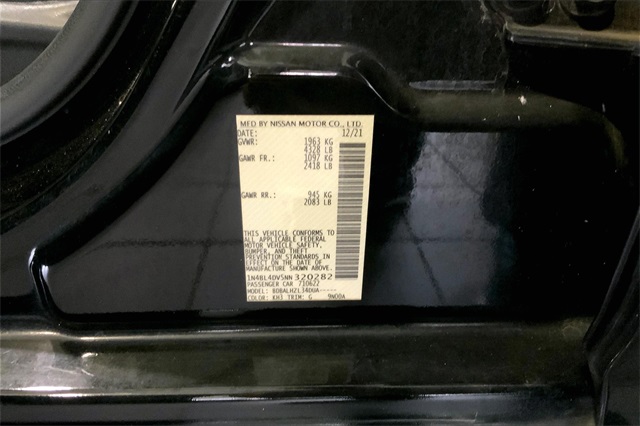 MFD BY NISSAN MOTOR CO., LTD.
DATE: 12/21
GVWR: 1963 KG
4328 LB
GAWR FR.: 1097 KG
2418 LB
GAWR RR.: 945 KG
2083 LB
THIS VEHICLE CONFORMS TO
ALL APPLICABLE FEDERAL
MOTOR VEHICLE SAFETY,
BUMPER, AND THEFT
PREVENTION STANDARDS IN
EFFECT ON THE DATE OF
MANUFACTURE SHOWN ABOVE.
1N4BL4DV5NN320282
PASSENGER CAR 710622
MODEL: BDBALHZL34DUA-----
COLOR: KH3 TRIM: G 9N00A